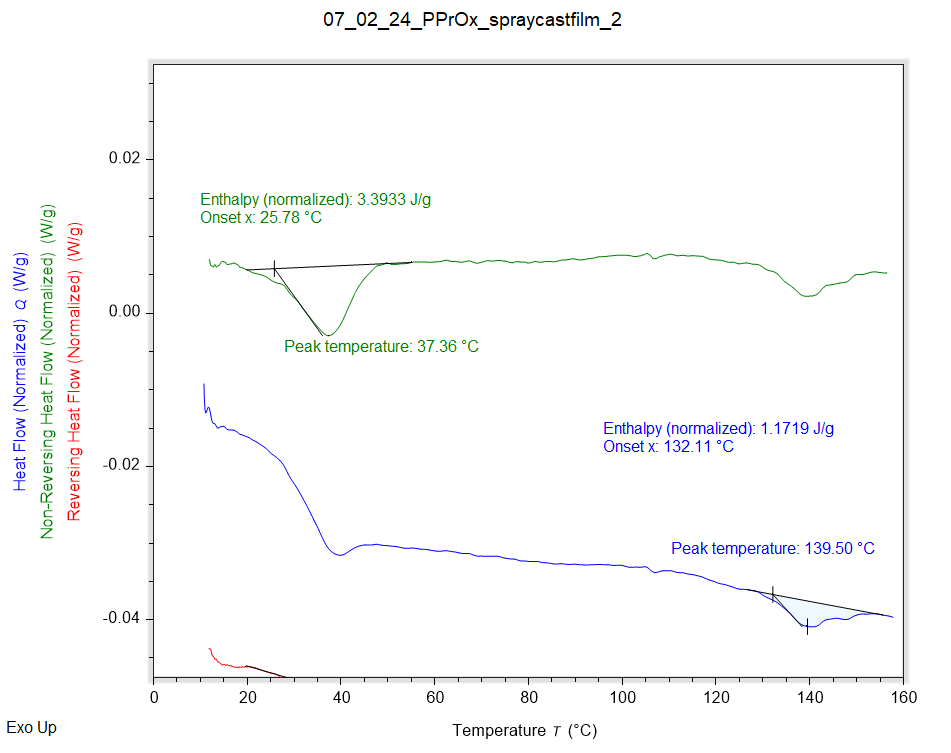 07_02_24_PPrOx_spraycastfilm_2
Heat Flow (Normalized) Q (W/g)
Non-Reversing Heat Flow (Normalized) (W/g)
Reversing Heat Flow (Normalized) (W/g)
0.02
0.00
-0.02
-0.04
Enthalpy (normalized): 3.3933 J/g
Onset x: 25.78 °C
Peak temperature: 37.36 °C
Enthalpy (normalized): 1.1719 J/g
Onset x: 132.11 °C
Peak temperature: 139.50 °C
0 20 40 60 80 100 120 140 160
Exo Up
Temperature T (°C)